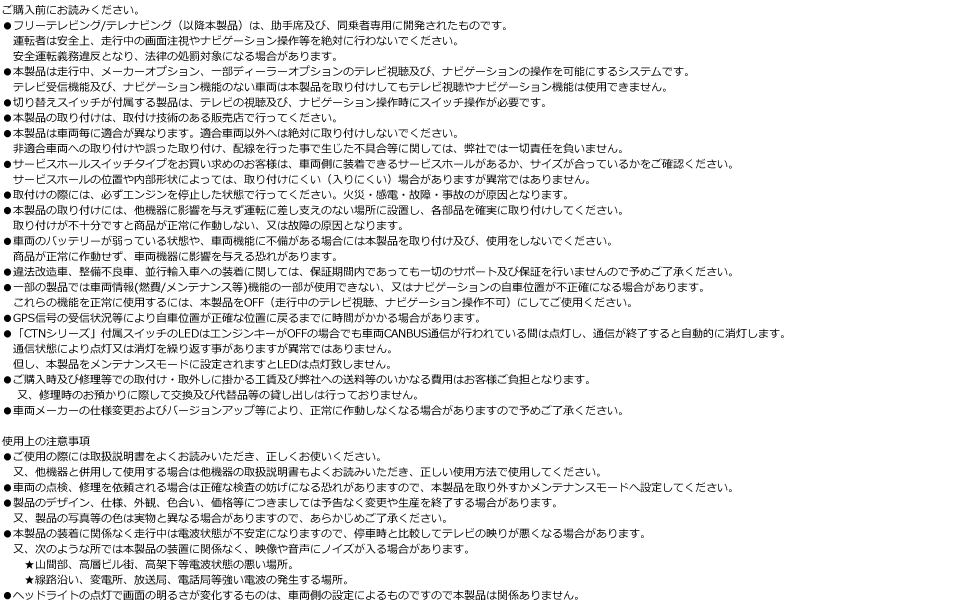 ご購入前にお読みください。
●フリーテレビング/テレナビング（以降本製品）は、助手席及び、同乗者専用に開発されたものです。
運転者は安全上、走行中の画面注視やナビゲーション操作等を絶対に行わないでください。
安全運転義務違反となり、法律の処罰対象になる場合があります。
●本製品は走行中、メーカーオプション、一部ディーラーオプションのテレビ視聴及び、ナビゲーションの操作を可能にするシステムです。
テレビ受信機能及び、ナビゲーション機能のない車両は本製品を取り付けしてもテレビ視聴やナビゲーション機能は使用できません。
●切り替えスイッチが付属する製品は、テレビの視聴及び、ナビゲーション操作時にスイッチ操作が必要です。
●本製品の取り付けは、取付け技術のある販売店で行ってください。
●本製品は車両毎に適合が異なります。適合車両以外へは絶対に取り付けしないでください。
非適合車両への取り付けや誤った取り付け、配線を行った事で生じた不具合等に関しては、弊社では一切責任を負いません。
●サービスホールスイッチタイプをお買い求めのお客様は、車両側に装着できるサービスホールがあるか、サイズが合っているかをご確認ください。
サービスホールの位置や内部形状によっては、取り付けにくい（入りにくい）場合がありますが異常ではありません。
●取付けの際には、必ずエンジンを停止した状態で行ってください。火災・感電・故障・事故のが原因となります。
●本製品の取り付けには、他機器に影響を与えず運転に差し支えのない場所に設置し、各部品を確実に取り付けしてください。
取り付けが不十分ですと商品が正常に作動しない、又は故障の原因となります。
●車両のバッテリーが弱っている状態や、車両機能に不備がある場合には本製品を取り付け及び、使用をしないでください。
商品が正常に作動せず、車両機器に影響を与える恐れがあります。
●違法改造車、整備不良車、並行輸入車への装着に関しては、保証期間内であっても一切のサポート及び保証を行いませんので予めご了承ください。
●一部の製品では車両情報(燃費/メンテナンス等)機能の一部が使用できない、又はナビゲーションの自車位置が不正確になる場合があります。
これらの機能を正常に使用するには、本製品をOFF（走行中のテレビ視聴、ナビゲーション操作不可）にしてご使用ください。
●GPS信号の受信状況等により自車位置が正確な位置に戻るまでに時間がかかる場合があります。
●「CTNシリーズ」付属スイッチのLEDはエンジンキーがOFFの場合でも車両CANBUS通信が行われている間は点灯し、通信が終了すると自動的に消灯します。
通信状態により点灯又は消灯を繰り返す事がありますが異常ではありません。
但し、本製品をメンテナンスモードに設定されますとLEDは点灯致しません。
●ご購入時及び修理等での取付け・取外しに掛かる工賃及び弊社への送料等のいかなる費用はお客様ご負担となります。
又、修理時のお預かりに際して交換及び代替品等の貸し出しは行っておりません。
●車両メーカーの仕様変更およびバージョンアップ等により、正常に作動しなくなる場合がありますので予めご了承ください。
使用上の注意事項
●ご使用の際には取扱説明書をよくお読みいただき、正しくお使いください。
又、他機器と併用して使用する場合は他機器の取扱説明書もよくお読みいただき、正しい使用方法で使用してください。
●車両の点検、修理を依頼される場合は正確な検査の妨げになる恐れがありますので、本製品を取り外すかメンテナンスモードへ設定してください。
●製品のデザイン、仕様、外観、色合い、価格等につきましては予告なく変更や生産を終了する場合があります。
又、製品の写真等の色は実物と異なる場合がありますので、あらかじめご了承ください。
●本製品の装着に関係なく走行中は電波状態が不安定になりますので、停車時と比較してテレビの映りが悪くなる場合があります。
又、次のような所では本製品の装置に関係なく、映像や音声にノイズが入る場合があります。
★山間部、高層ビル街、高架下等電波状態の悪い場所。
★線路沿い、変電所、放送局、電話局等強い電波の発生する場所。
●ヘッドライトの点灯で画面の明るさが変化するものは、車両側の設定によるものですので本製品は関係ありません。